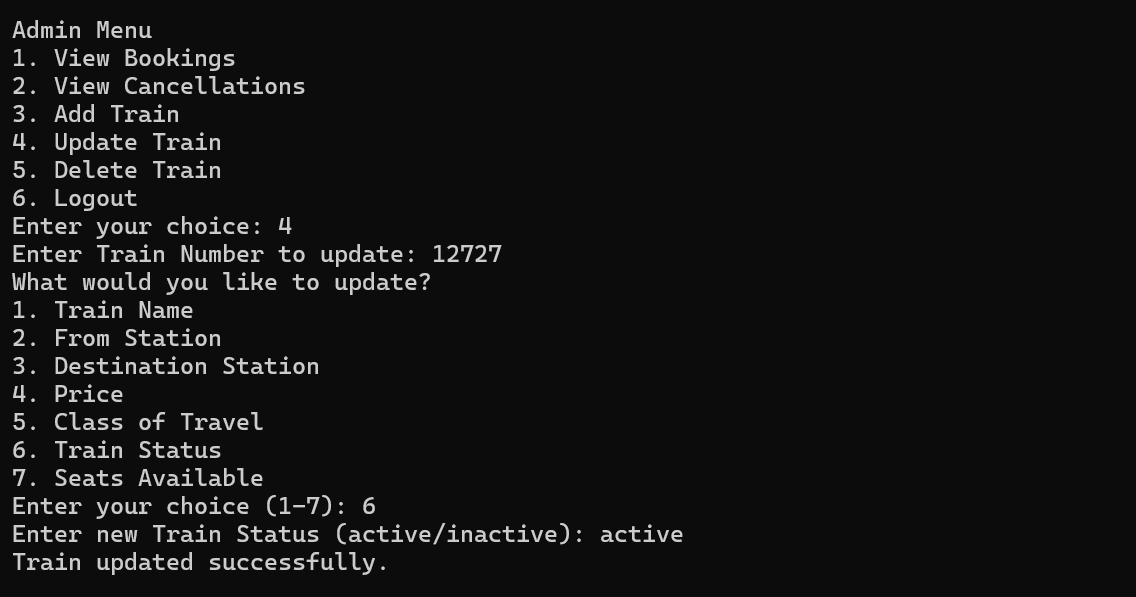 Admin Menu
1. View Bookings
2. View Cancellations
3. Add Train
4. Update Train
5. Delete Train
6. Logout
Enter your choice: 4
Enter Train Number to update: 12727
What would you like to update?
1. Train Name
2. From Station
3. Destination Station
4. Price
5. Class of Travel
6. Train Status
7. Seats Available
Enter your choice (1-7): 6
Enter new Train Status (active/inactive): active
Train updated successfully.